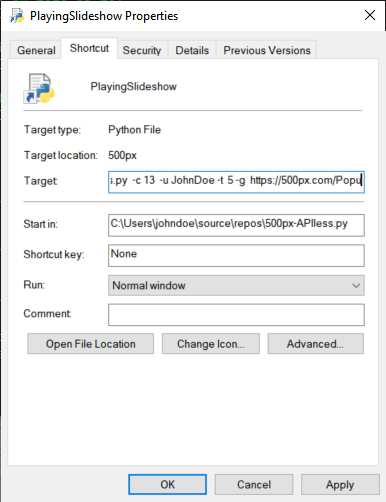 PlayingSlideshow Properties
General Shortcut Security Details Previous Versions
PlayingSlideshow
Target type: Python File
Target location: 500px
Target: .py -c 13 -u JohnDoe -t 5 -g https://500px.com/Popu
Start in: C:\Users\johndoe\source\repos\500px-APIless.py
Shortcut key: None
Run: Normal window
Comment:
Open File Location Change Icon... Advanced...
OK Cancel Apply